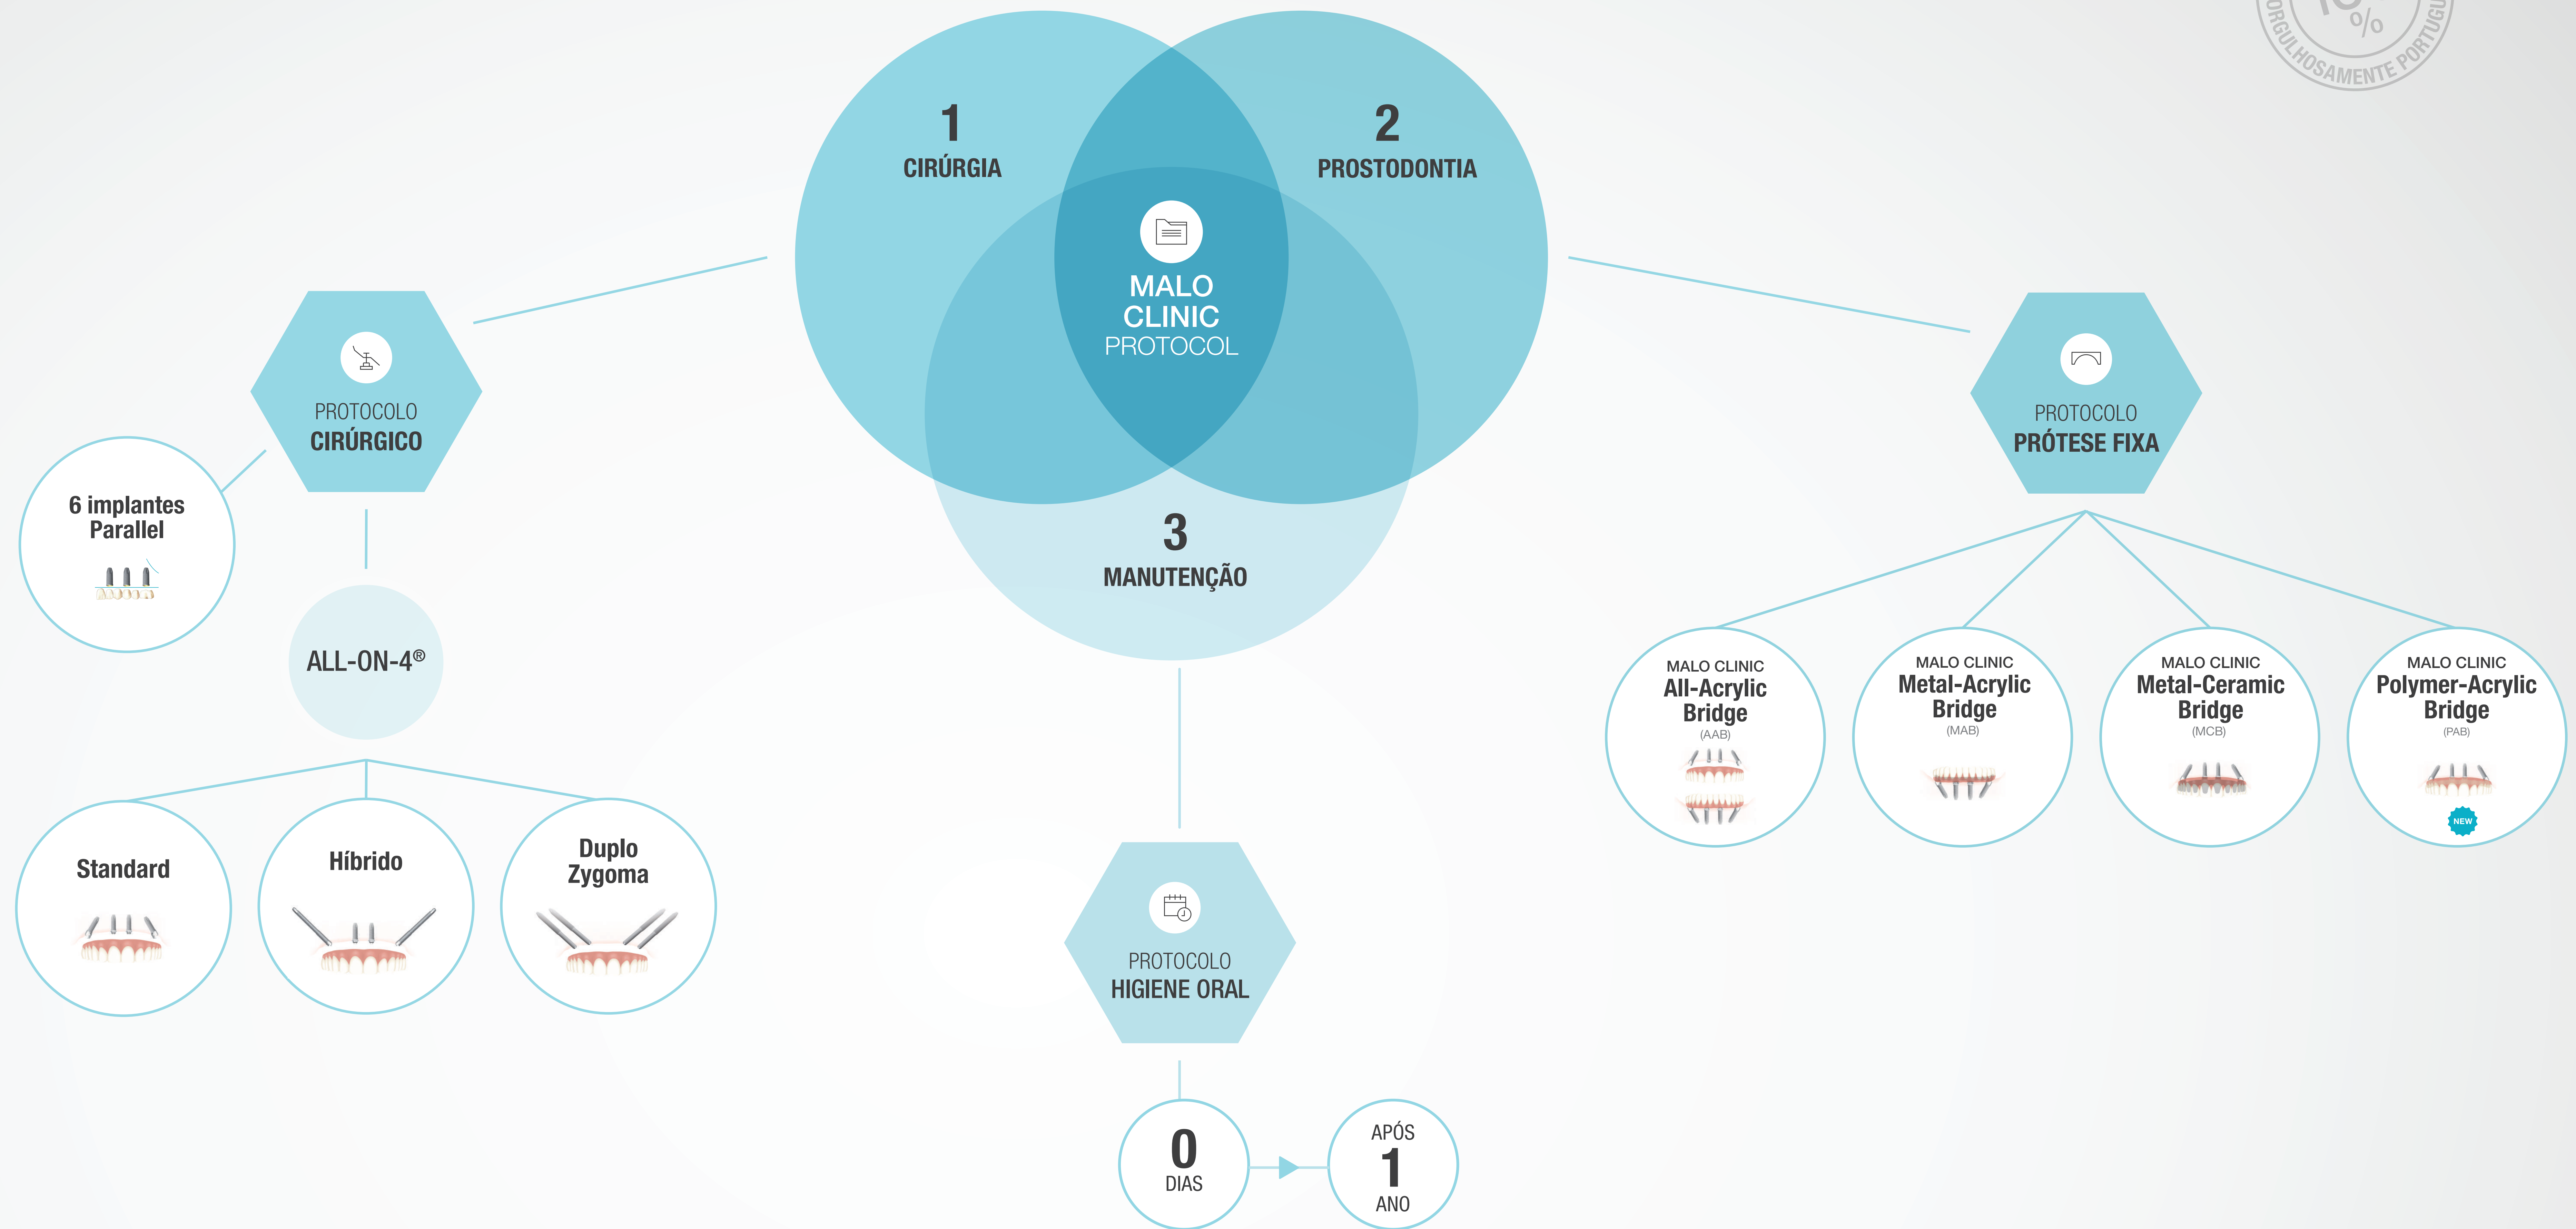 %
ORGULHOSAMENTE
1
CIRÚRGIA
2
PROSTODONTIA
MALO
CLINIC
PROTOCOL
3
MANUTENÇÃO
PROTOCOLO
CIRÚRGICO
6 implantes
Parallel
ALL-ON-4®
Standard
Híbrido
Duplo
Zygoma
PROTOCOLO
HIGIENE ORAL
0
DIAS
APÓS
1
ANO
PROTOCOLO
PRÓTESE FIXA
MALO CLINIC
All-Acrylic
Bridge
(AAB)
MALO CLINIC
Metal-Acrylic
Bridge
(MAB)
MALO CLINIC
Metal-Ceramic
Bridge
(MCB)
MALO CLINIC
Polymer-Acrylic
Bridge
(PAB)
NEW